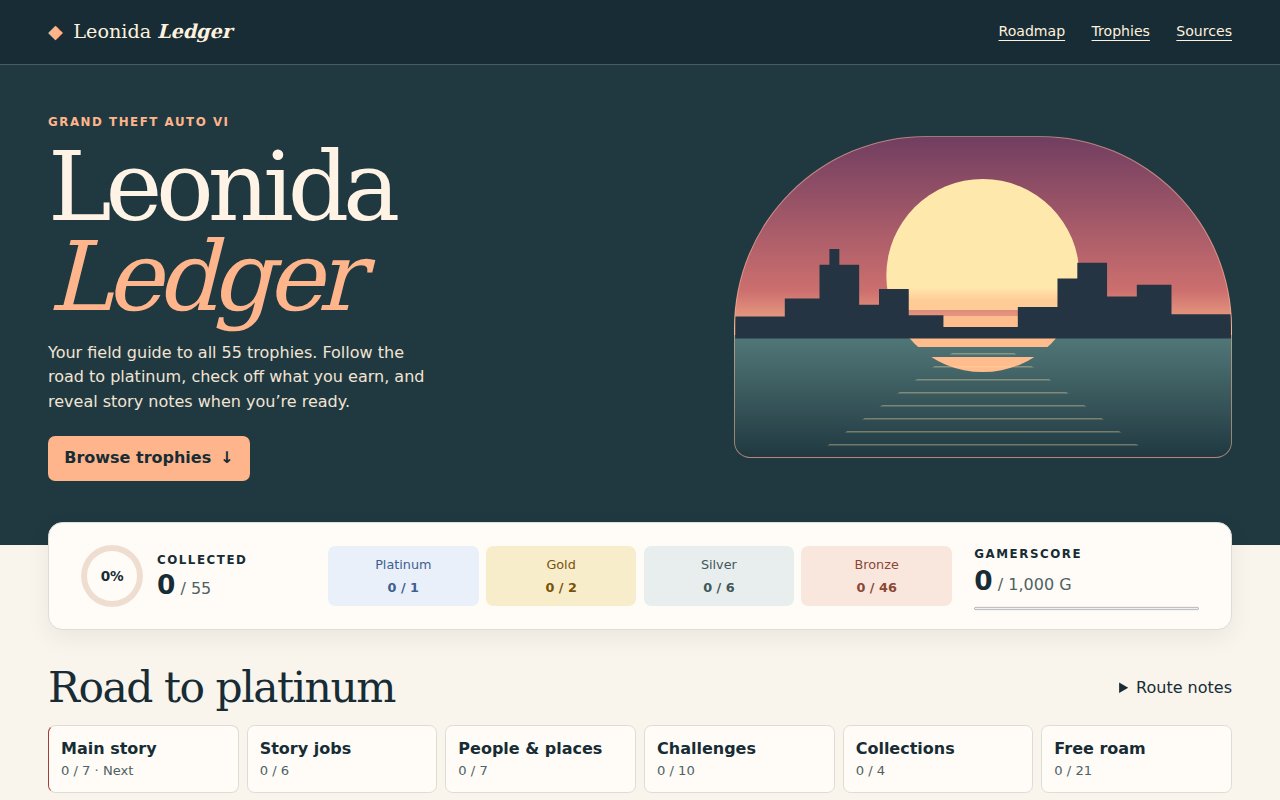 ◆ Leonida Ledger
Roadmap Trophies Sources
GRAND THEFT AUTO VI
Leonida
Ledger
Your field guide to all 55 trophies. Follow the
road to platinum, check off what you earn, and
reveal story notes when you’re ready.
Browse trophies ↓
0%
COLLECTED
0 / 55
Platinum
0 / 1
Gold
0 / 2
Silver
0 / 6
Bronze
0 / 46
GAMERSCORE
0 / 1,000 G
Road to platinum
▶ Route notes
Main story
0 / 7 · Next
Story jobs
0 / 6
People & places
0 / 7
Challenges
0 / 10
Collections
0 / 4
Free roam
0 / 21